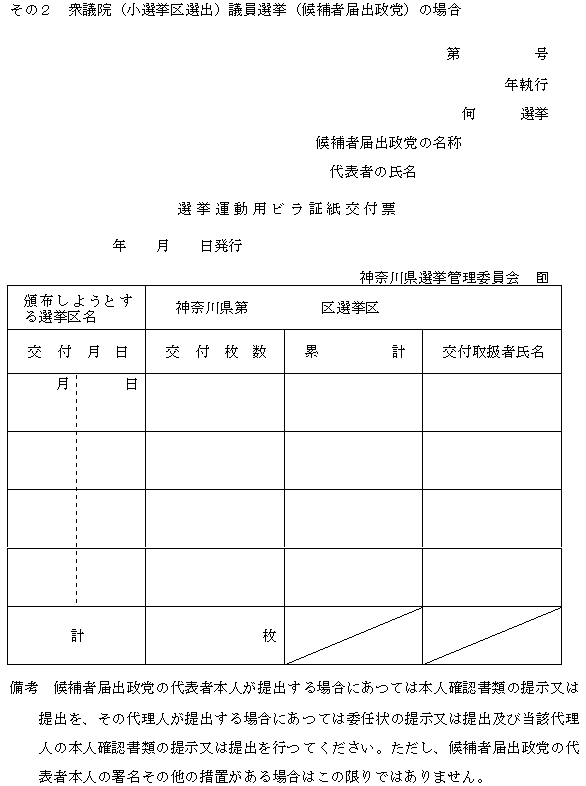 その２　衆議院（小選挙区選出）議員選挙（候補者届出政党）の場合
第　　　　　号
年執行
何　　　選挙
候補者届出政党の名称
代表者の氏名
選挙運動用ビラ証紙交付票
年　　月　　日発行
神奈川県選挙管理委員会　印
頒布しようとす
る選挙区名
神奈川県第　　　　　区選挙区
交　付　月　日　交　付　枚　数　累　　　　　計　交付取扱者氏名
月　　　　日
計　　　　　枚
備考　候補者届出政党の代表者本人が提出する場合にあつては本人確認書類の提示又は
提出を、その代理人が提出する場合にあつては委任状の提示又は提出及び当該代理
人の本人確認書類の提示又は提出を行つてください。ただし、候補者届出政党の代
表者本人の署名その他の措置がある場合はこの限りではありません。